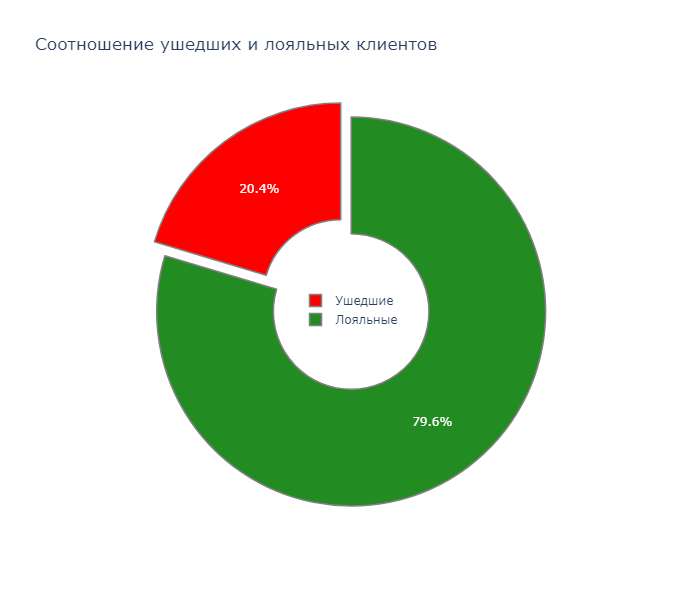 Соотношение ушедших и лояльных клиентов
20.4%
Ушедшие
Лояльные
79.6%